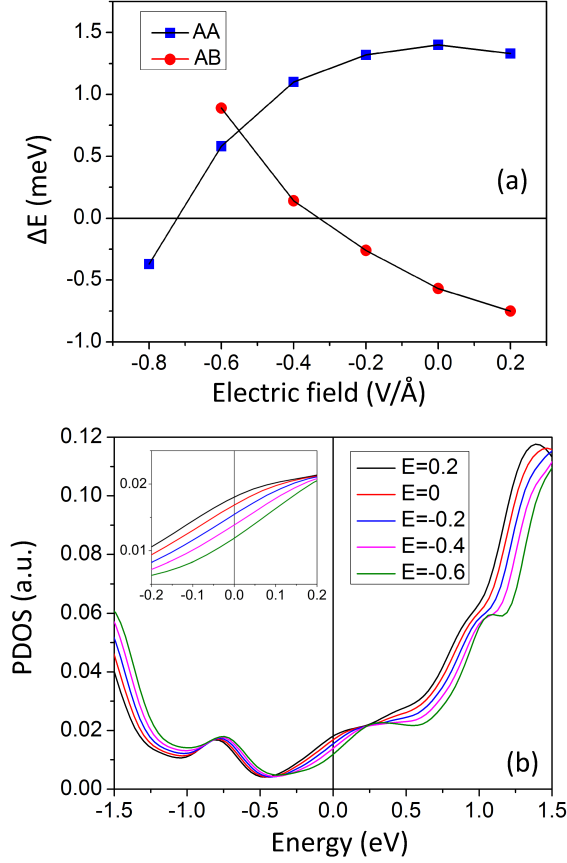 AA
AB
1.5
1.0
0.5
0.0
-0.5
-1.0
ΔE (meV)
(a)
-0.8 -0.6 -0.4 -0.2 0.0 0.2
Electric field (V/Å)
0.12
0.10
0.08
0.06
0.04
0.02
0.00
PDOS (a.u.)
0.02
0.01
-0.2 -0.1 0.0 0.1 0.2
E=0.2
E=0
E=-0.2
E=-0.4
E=-0.6
(b)
-1.5 -1.0 -0.5 0.0 0.5 1.0 1.5
Energy (eV)